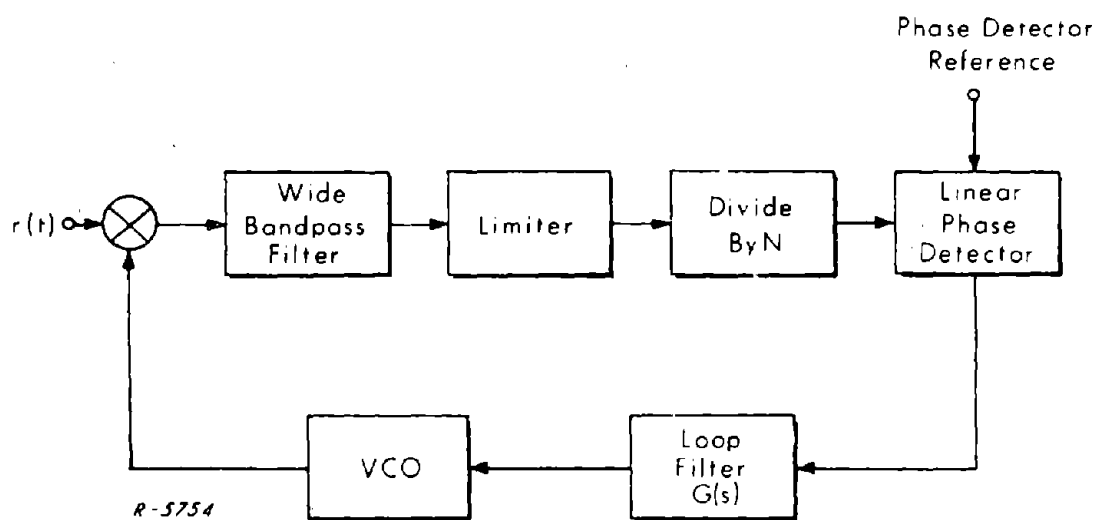 Phase Detector
Reference
r(t)
Wide
Bandpass
Filter
Limiter
Divide
By N
Linear
Phase
Detector
VCO
Loop
Filter
G(s)
R-5754